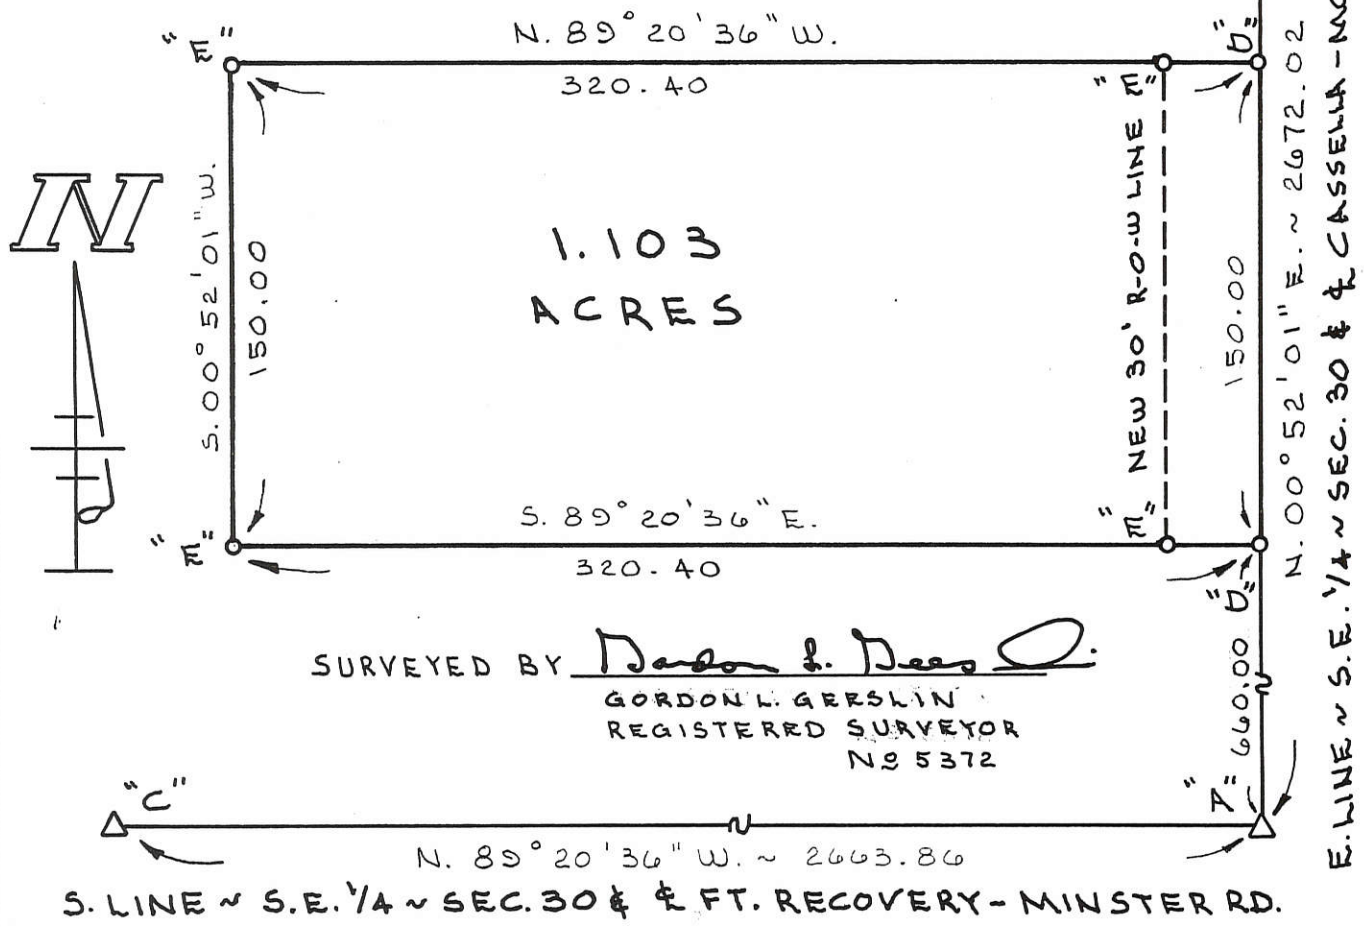 N. 89° 20' 36" W.
"E"
320.40
"E"
"D"
N
S. 00° 52' 01" W.
150.00
1.103
ACRES
NEW 30' R-O-W LINE
150.00
N. 00° 52' 01" E. ~ 2672.02
E. LINE ~ S.E. 1/4 ~ SEC. 30 & ℄ CASSELLA-
S. 89° 20' 36" E.
"E"
320.40
"E"
"D"
660.00
SURVEYED BY
GORDON L. GEESLIN
REGISTERED SURVEYOR
Nº 5372
"C"
"A"
N. 89° 20' 36" W. ~ 2663.86
S. LINE ~ S.E. 1/4 ~ SEC. 30 & ℄ FT. RECOVERY - MINSTER RD.